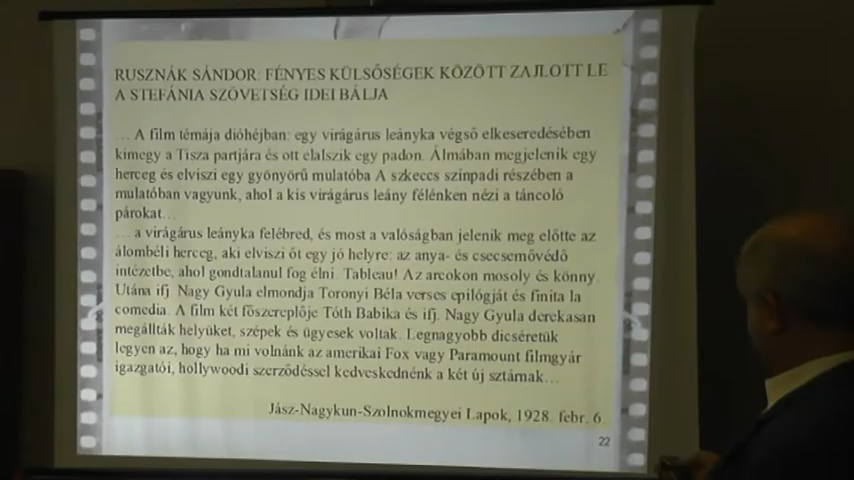 RUSZNÁK SÁNDOR: FÉNYES KÜLSŐSÉGEK KÖZÖTT ZAJLOTT LE
A STEFÁNIA SZÖVETSÉG IDEI BÁLJA
… A film témája dióhéjban: egy virágárus leányka végső elkeseredésében
kimegy a Tisza partjára és ott elalszik egy padon. Álmában megjelenik egy
herceg és elviszi egy gyönyörű mulatóba A szkeccs színpadi részében a
mulatóban vagyunk, ahol a kis virágárus leány félénken nézi a táncoló
párokat…
… a virágárus leányka felébred, és most a valóságban jelenik meg előtte az
álombéli herceg, aki elviszi őt egy jó helyre: az anya- és csecsemővédő
intézetbe, ahol gondtalanul fog élni. Tableau! Az arcokon mosoly és könny.
Utána ifj. Nagy Gyula elmondja Toronyi Béla verses epilógját és finita la
comedia. A film két főszereplője Tóth Babika és ifj. Nagy Gyula derekasan
megállták helyüket, szépek és ügyesek voltak. Legnagyobb dicséretük
legyen az, hogy ha mi volnánk az amerikai Fox vagy Paramount filmgyár
igazgatói, hollywoodi szerződéssel kedveskednénk a két új sztárnak…
Jász-Nagykun-Szolnokmegyei Lapok, 1928. febr. 6.
22